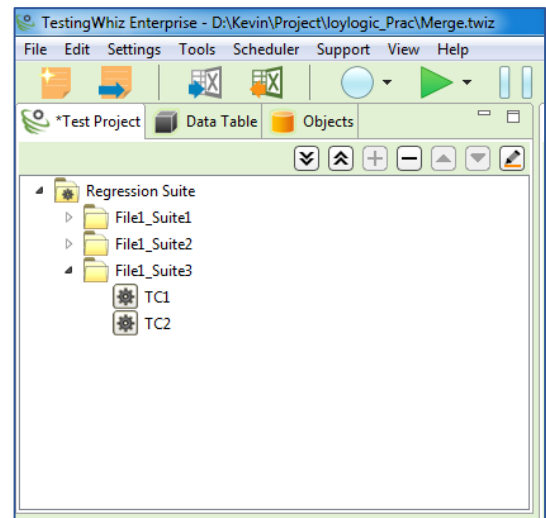 TestingWhiz Enterprise - D:\Kevin\Project\loylogic_Prac\Merge.twiz
File Edit Settings Tools Scheduler Support View Help
*Test Project Data Table Objects
Regression Suite
File1_Suite1
File1_Suite2
File1_Suite3
TC1
TC2